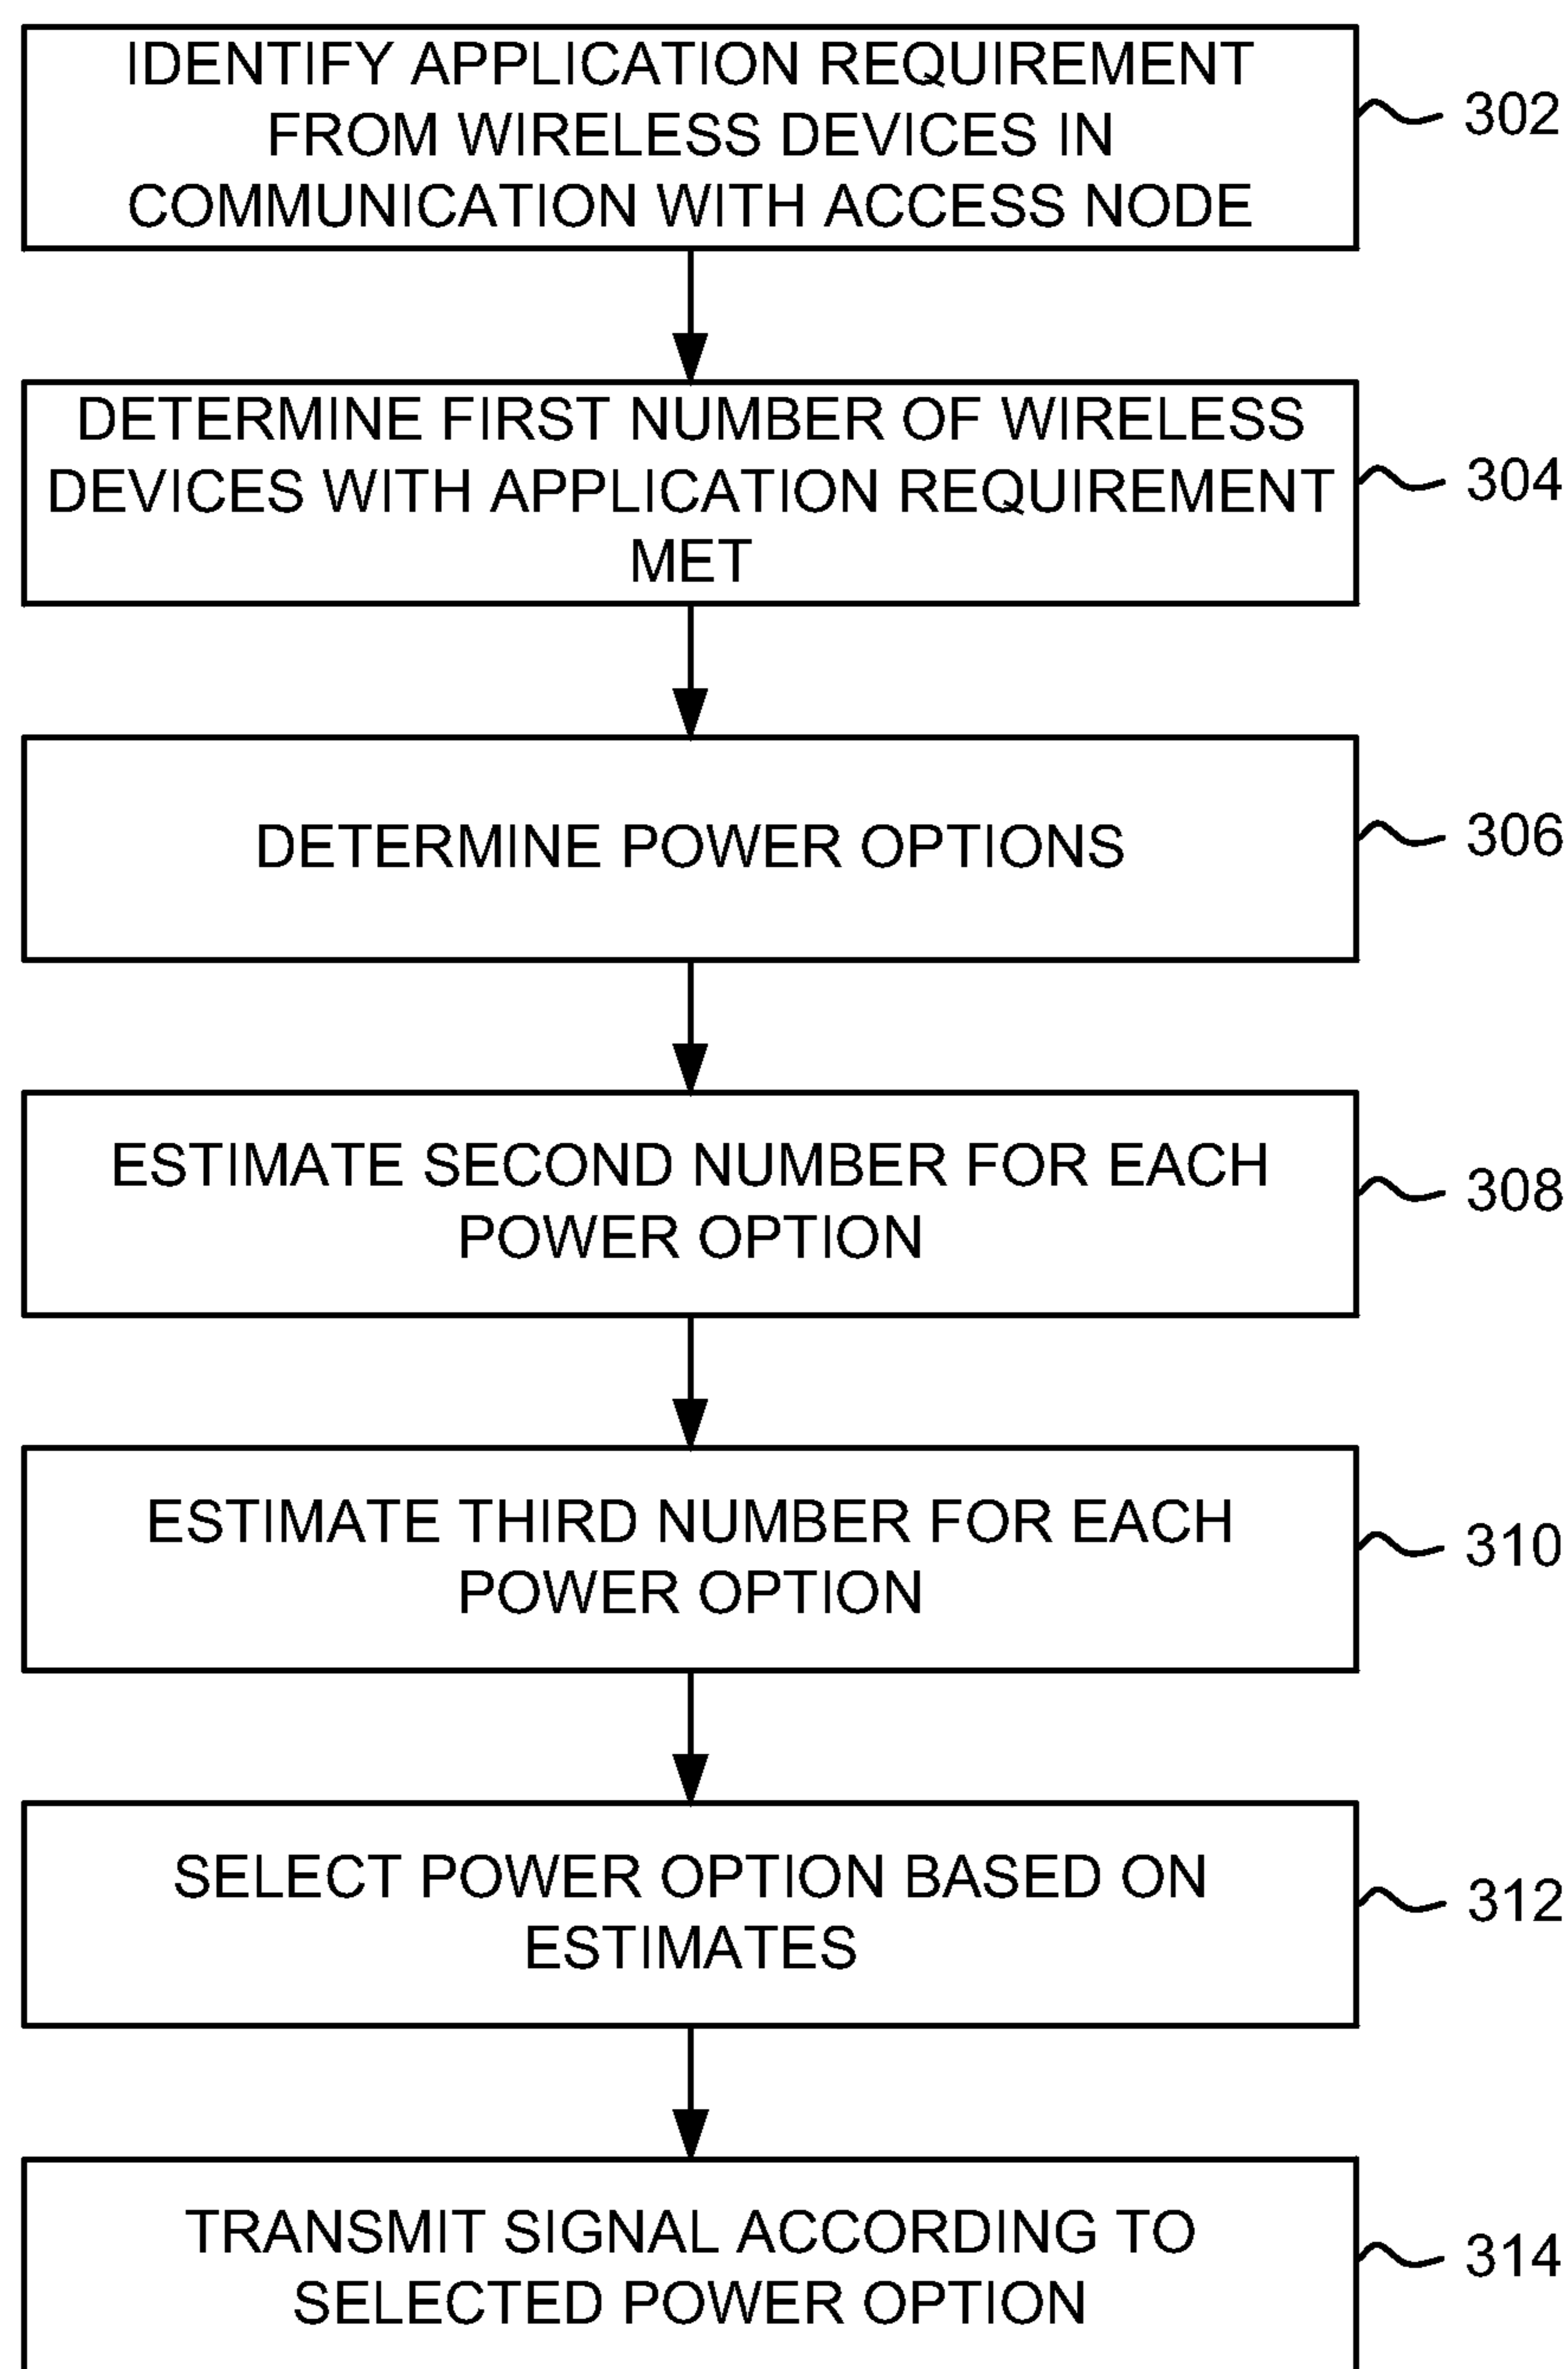 IDENTIFY APPLICATION REQUIREMENT
FROM WIRELESS DEVICES IN
COMMUNICATION WITH ACCESS NODE
302
DETERMINE FIRST NUMBER OF WIRELESS
DEVICES WITH APPLICATION REQUIREMENT
MET
304
DETERMINE POWER OPTIONS
306
ESTIMATE SECOND NUMBER FOR EACH
POWER OPTION
308
ESTIMATE THIRD NUMBER FOR EACH
POWER OPTION
310
SELECT POWER OPTION BASED ON
ESTIMATES
312
TRANSMIT SIGNAL ACCORDING TO
SELECTED POWER OPTION
314